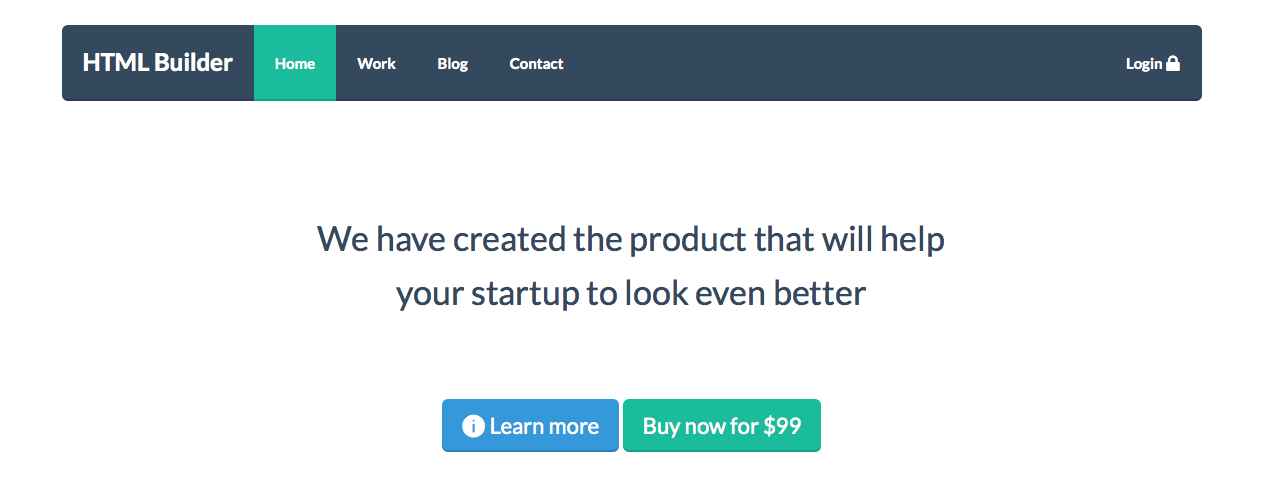 HTML Builder Home Work Blog Contact Login
We have created the product that will help
your startup to look even better
Learn more Buy now for $99